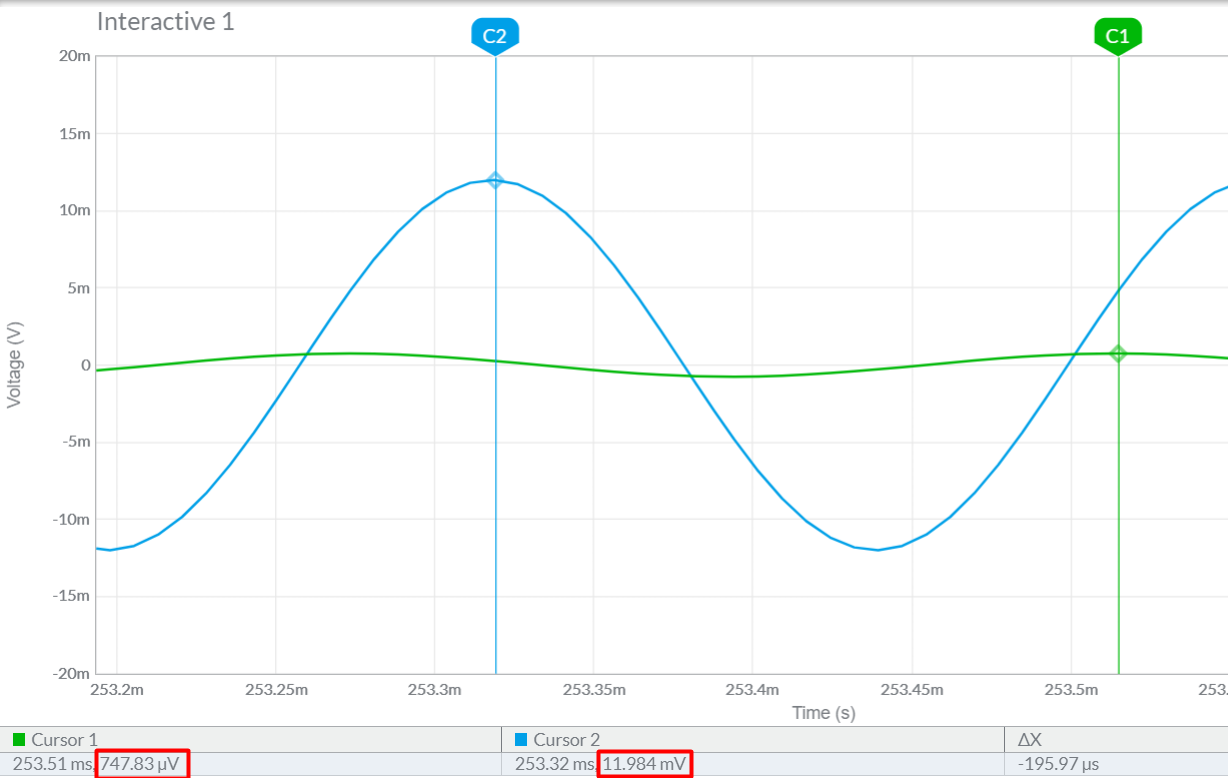 Interactive 1
C2
C1
20m
15m
10m
5m
0
-5m
-10m
-15m
-20m
Voltage (V)
253.2m 253.25m 253.3m 253.35m 253.4m 253.45m 253.5m 253.
Time (s)
Cursor 1 Cursor 2 ΔX
253.51 ms, 747.83 µV 253.32 ms, 11.984 mV -195.97 µs